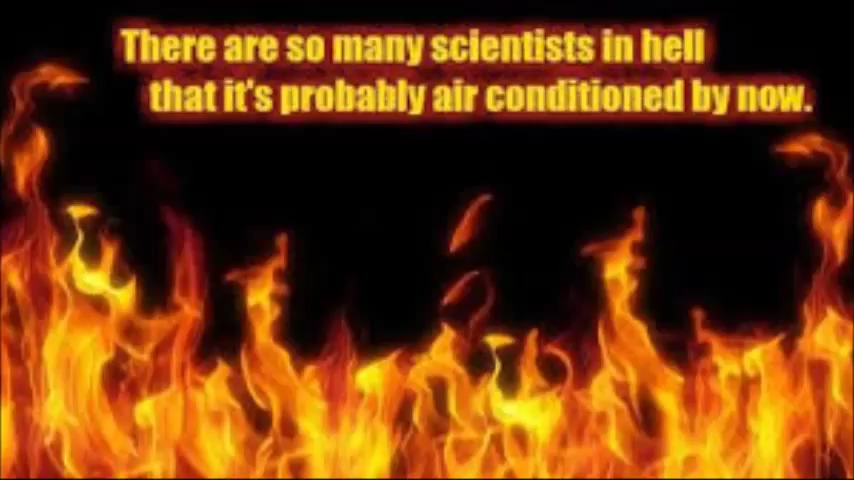 There are so many scientists in hell
that it's probably air conditioned by now.